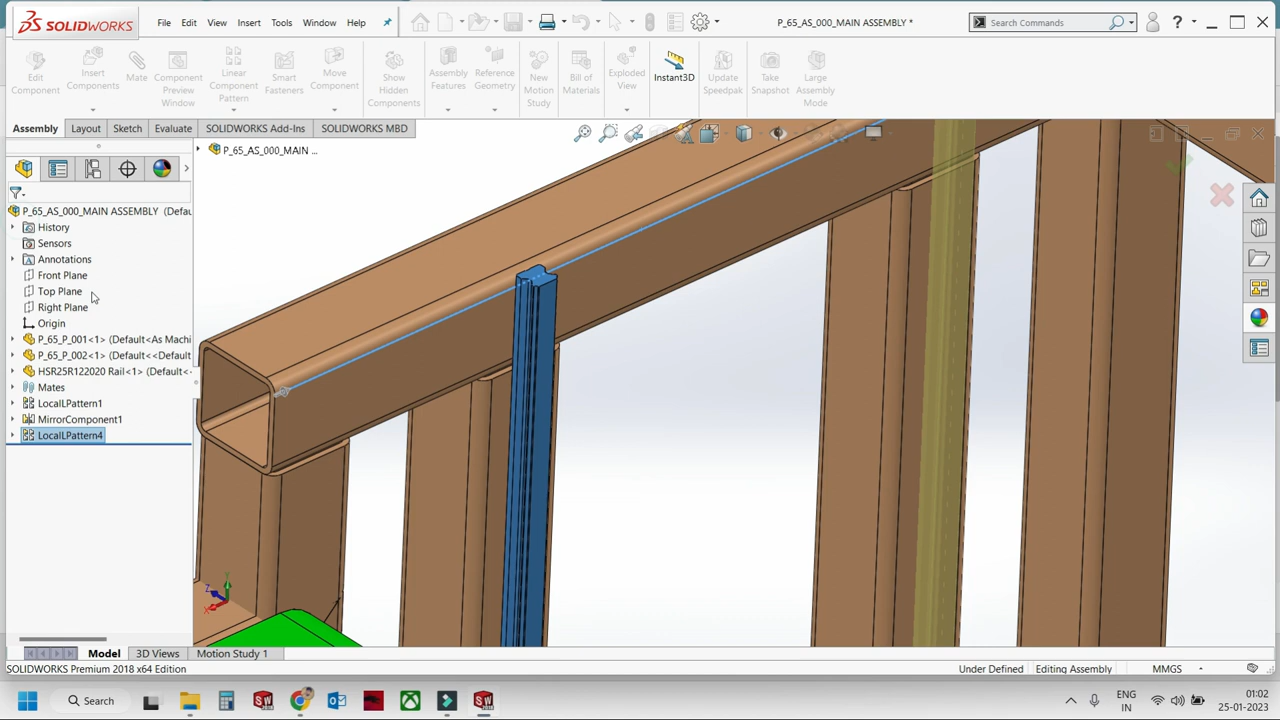 SOLIDWORKS
File Edit View Insert Tools Window Help
P_65_AS_000_MAIN ASSEMBLY *
Search Commands
?
Edit Component
Insert Components
Mate
Component Preview Window
Linear Component Pattern
Smart Fasteners
Move Component
Show Hidden Components
Assembly Features
Reference Geometry
New Motion Study
Bill of Materials
Exploded View
Instant3D
Update Speedpak
Take Snapshot
Large Assembly Mode
Assembly Layout Sketch Evaluate SOLIDWORKS Add-Ins SOLIDWORKS MBD
P_65_AS_000_MAIN ...
P_65_AS_000_MAIN ASSEMBLY (Defau
History
Sensors
Annotations
Front Plane
Top Plane
Right Plane
Origin
P_65_P_001<1> (Default<As Machi
P_65_P_002<1> (Default<<Default
HSR25R122020 Rail<1> (Default<
Mates
LocalLPattern1
MirrorComponent1
LocalLPattern4
Y
Z
X
Model 3D Views Motion Study 1
SOLIDWORKS Premium 2018 x64 Edition
Under Defined Editing Assembly MMGS
Search
ENG
IN
01:02
25-01-2023